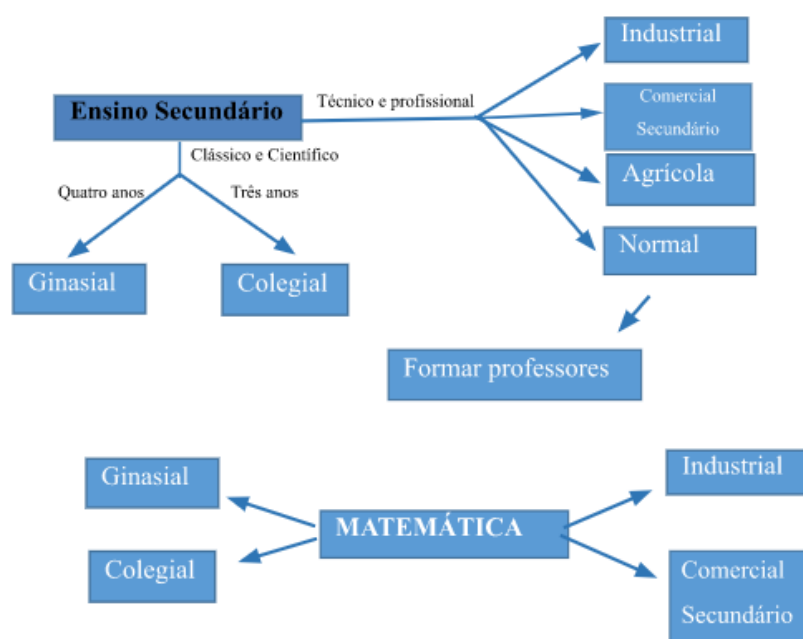 Industrial
Ensino Secundário
Técnico e profissional
Comercial
Secundário
Clássico e Científico
Agrícola
Quatro anos
Três anos
Normal
Ginasial
Colegial
Formar professores
Ginasial
Industrial
MATEMÁTICA
Colegial
Comercial
Secundário